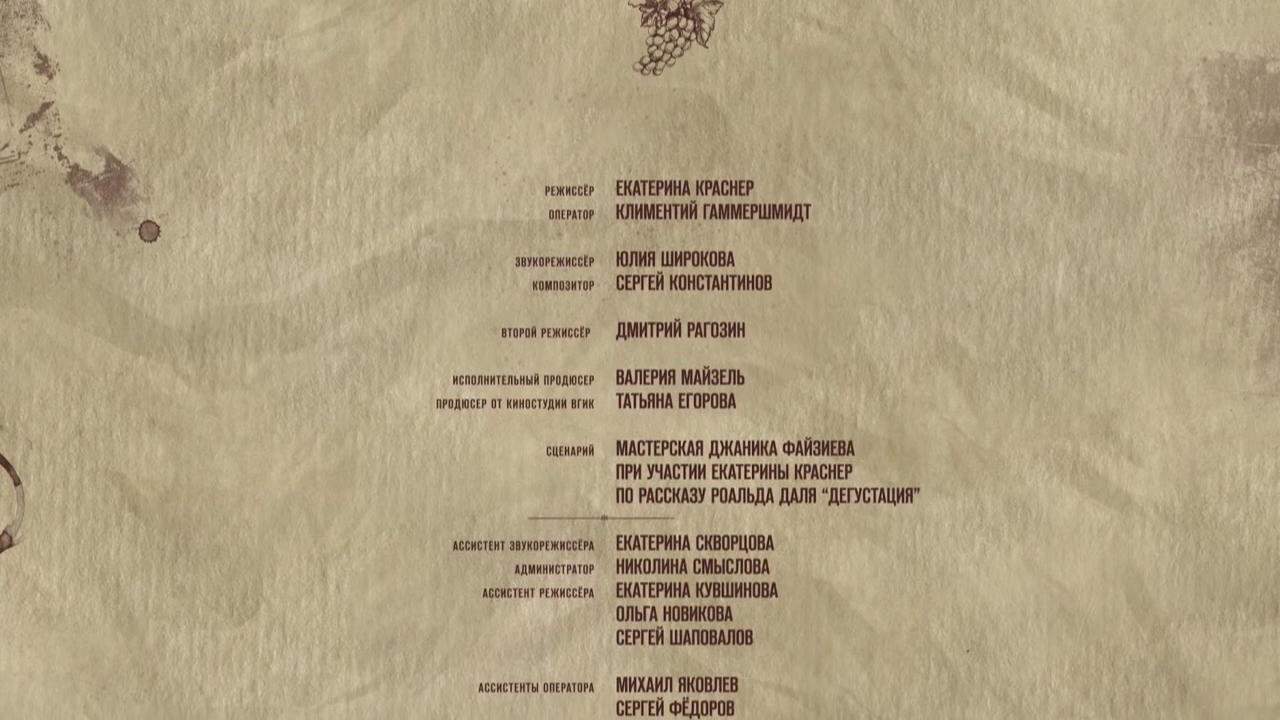 РЕЖИССЁР ЕКАТЕРИНА КРАСНЕР
ОПЕРАТОР КЛИМЕНТИЙ ГАММЕРШМИДТ
ЗВУКОРЕЖИССЁР ЮЛИЯ ШИРОКОВА
КОМПОЗИТОР СЕРГЕЙ КОНСТАНТИНОВ
ВТОРОЙ РЕЖИССЁР ДМИТРИЙ РАГОЗИН
ИСПОЛНИТЕЛЬНЫЙ ПРОДЮСЕР ВАЛЕРИЯ МАЙЗЕЛЬ
ПРОДЮСЕР ОТ КИНОСТУДИИ ВГИК ТАТЬЯНА ЕГОРОВА
СЦЕНАРИЙ МАСТЕРСКАЯ ДЖАНИКА ФАЙЗИЕВА
ПРИ УЧАСТИИ ЕКАТЕРИНЫ КРАСНЕР
ПО РАССКАЗУ РОАЛЬДА ДАЛЯ “ДЕГУСТАЦИЯ”
АССИСТЕНТ ЗВУКОРЕЖИССЁРА ЕКАТЕРИНА СКВОРЦОВА
АДМИНИСТРАТОР НИКОЛИНА СМЫСЛОВА
АССИСТЕНТ РЕЖИССЁРА ЕКАТЕРИНА КУВШИНОВА
ОЛЬГА НОВИКОВА
СЕРГЕЙ ШАПОВАЛОВ
АССИСТЕНТЫ ОПЕРАТОРА МИХАИЛ ЯКОВЛЕВ
СЕРГЕЙ ФЁДОРОВ